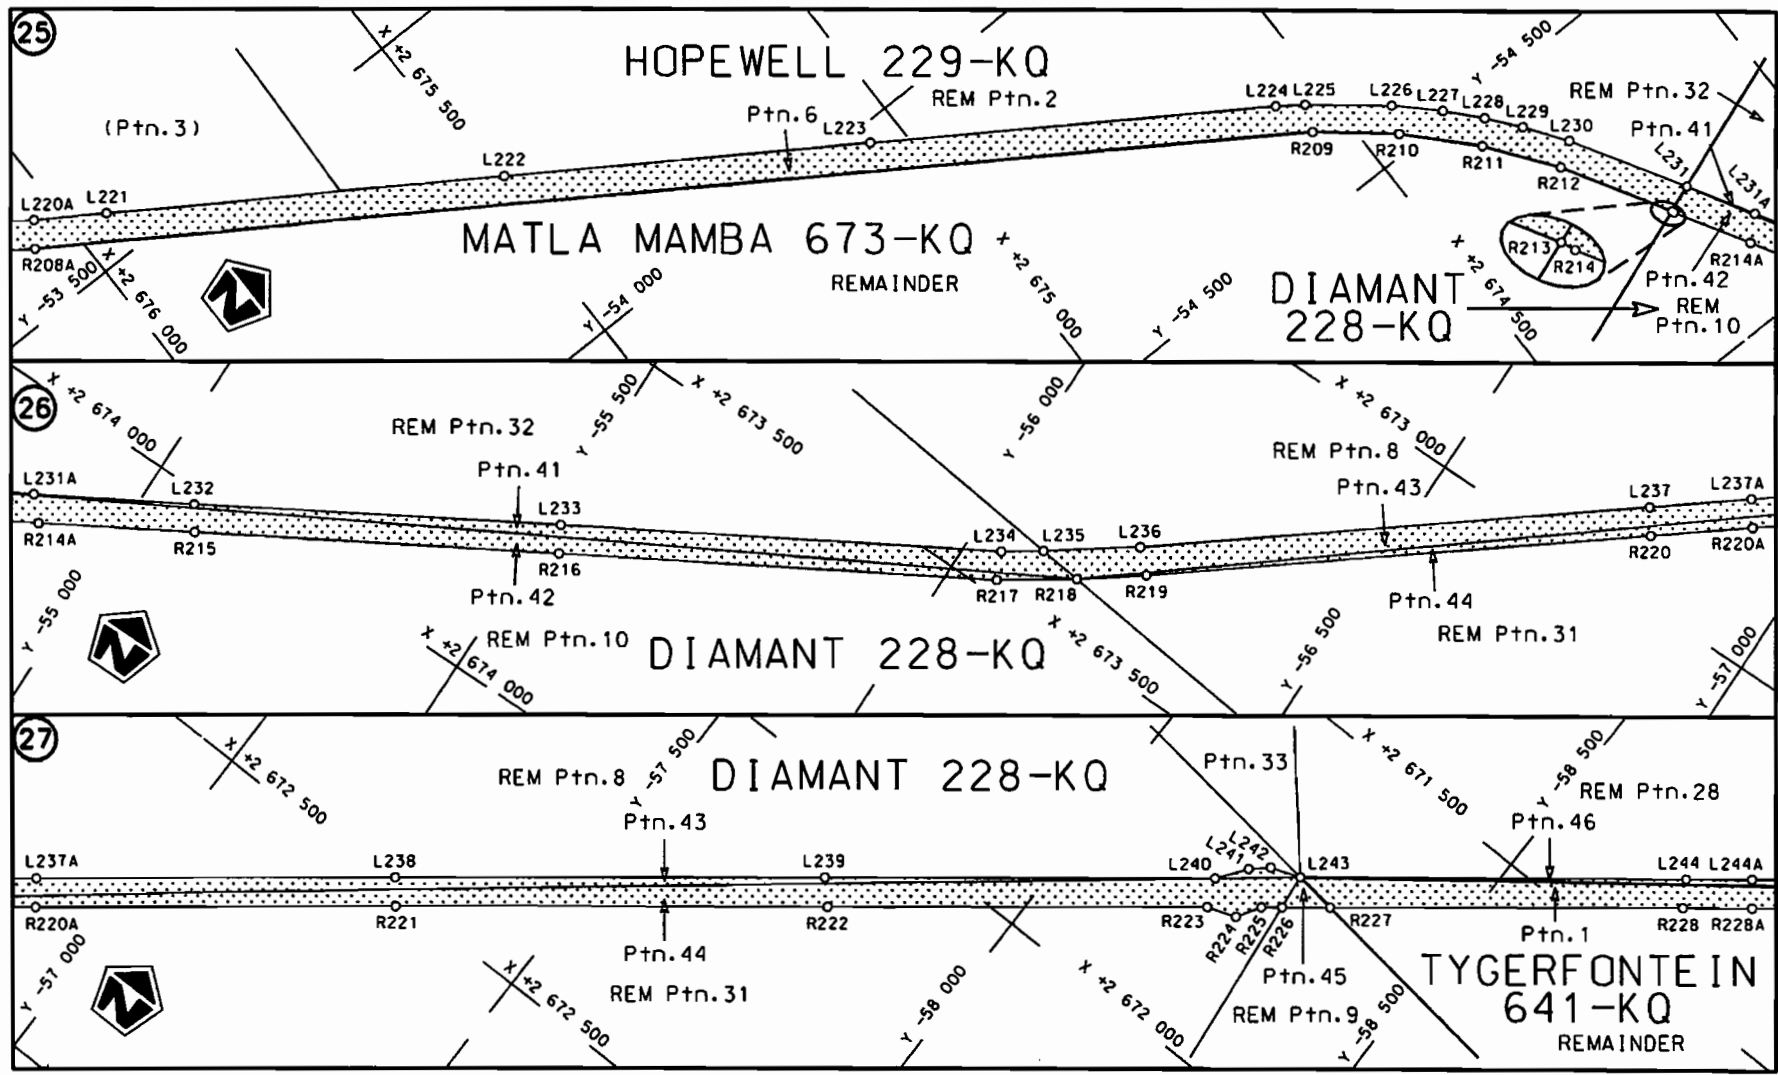 25
X +2 675 500
HOPEWELL 229-KQ
REM Ptn.2
(Ptn.3)
Ptn.6
Y -54 500
REM Ptn.32
Ptn.41
L220A
L221
L222
L223
L224
L225
L226
L227
L228
L229
L230
L231
L231A
R208A
R209
R210
R211
R212
R213
R214
R214A
MATLA MAMBA 673-KQ
REMAINDER
Y -53 500
X +2 676 000
Y -54 000
+2 675 000
Y -54 500
X +2 674 500
DIAMANT
228-KQ
Ptn.42
REM
Ptn.10
26
X +2 674 000
REM Ptn.32
Y -55 500
X +2 673 500
Y -56 000
X +2 673 000
REM Ptn.8
Ptn.41
Ptn.43
L231A
L232
L233
L234
L235
L236
L237
L237A
R214A
R215
R216
R217
R218
R219
R220
R220A
Y -55 000
Ptn.42
X +2 674 000
REM Ptn.10
DIAMANT 228-KQ
X +2 673 500
Y -56 500
Ptn.44
REM Ptn.31
Y -57 000
27
X +2 672 500
REM Ptn.8
Y -57 500
DIAMANT 228-KQ
Ptn.33
X +2 671 500
Y -58 500
REM Ptn.28
Ptn.43
Ptn.46
L237A
L238
L239
L240
L241
L242
L243
L244
L244A
R220A
R221
R222
R223
R224
R225
R226
R227
R228
R228A
Y -57 000
Ptn.44
REM Ptn.31
X +2 672 500
Y -58 000
X +2 672 000
Ptn.45
REM Ptn.9
Y -58 500
Ptn.1
TYGERFONTEIN
641-KQ
REMAINDER